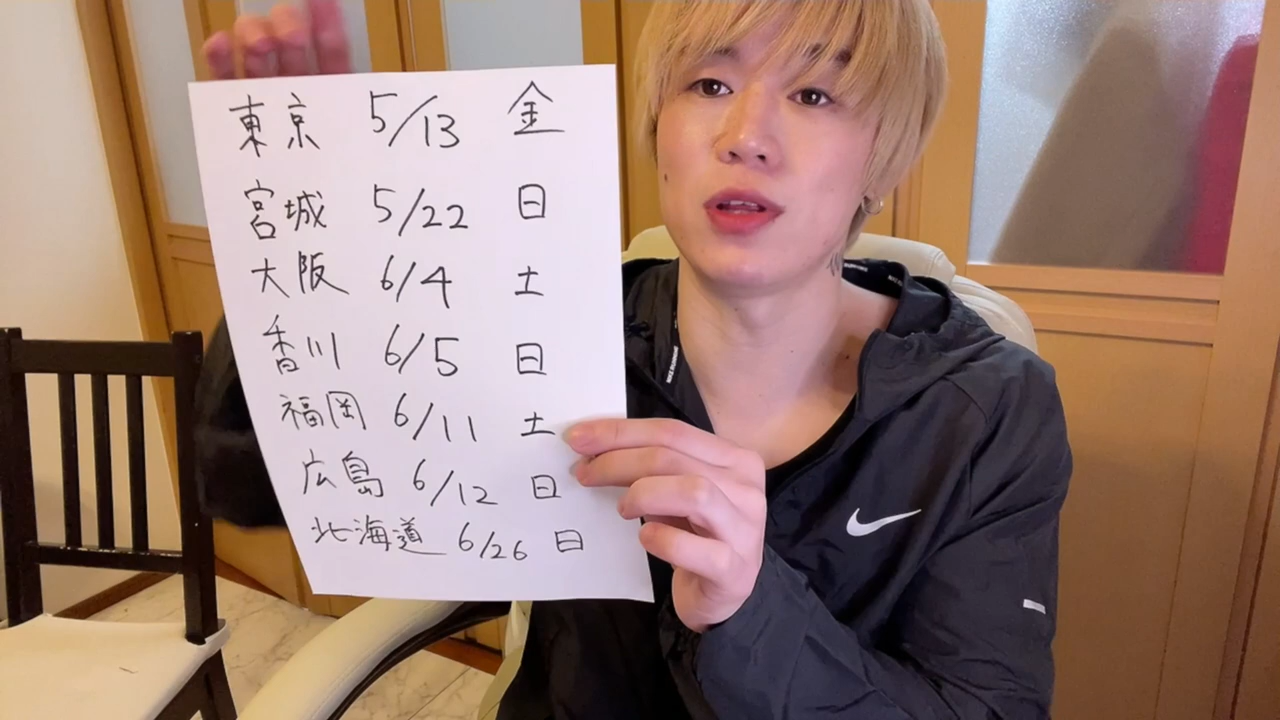 東京 5/13 金
宮城 5/22 日
大阪 6/4 土
香川 6/5 日
福岡 6/11 土
広島 6/12 日
北海道 6/26 日